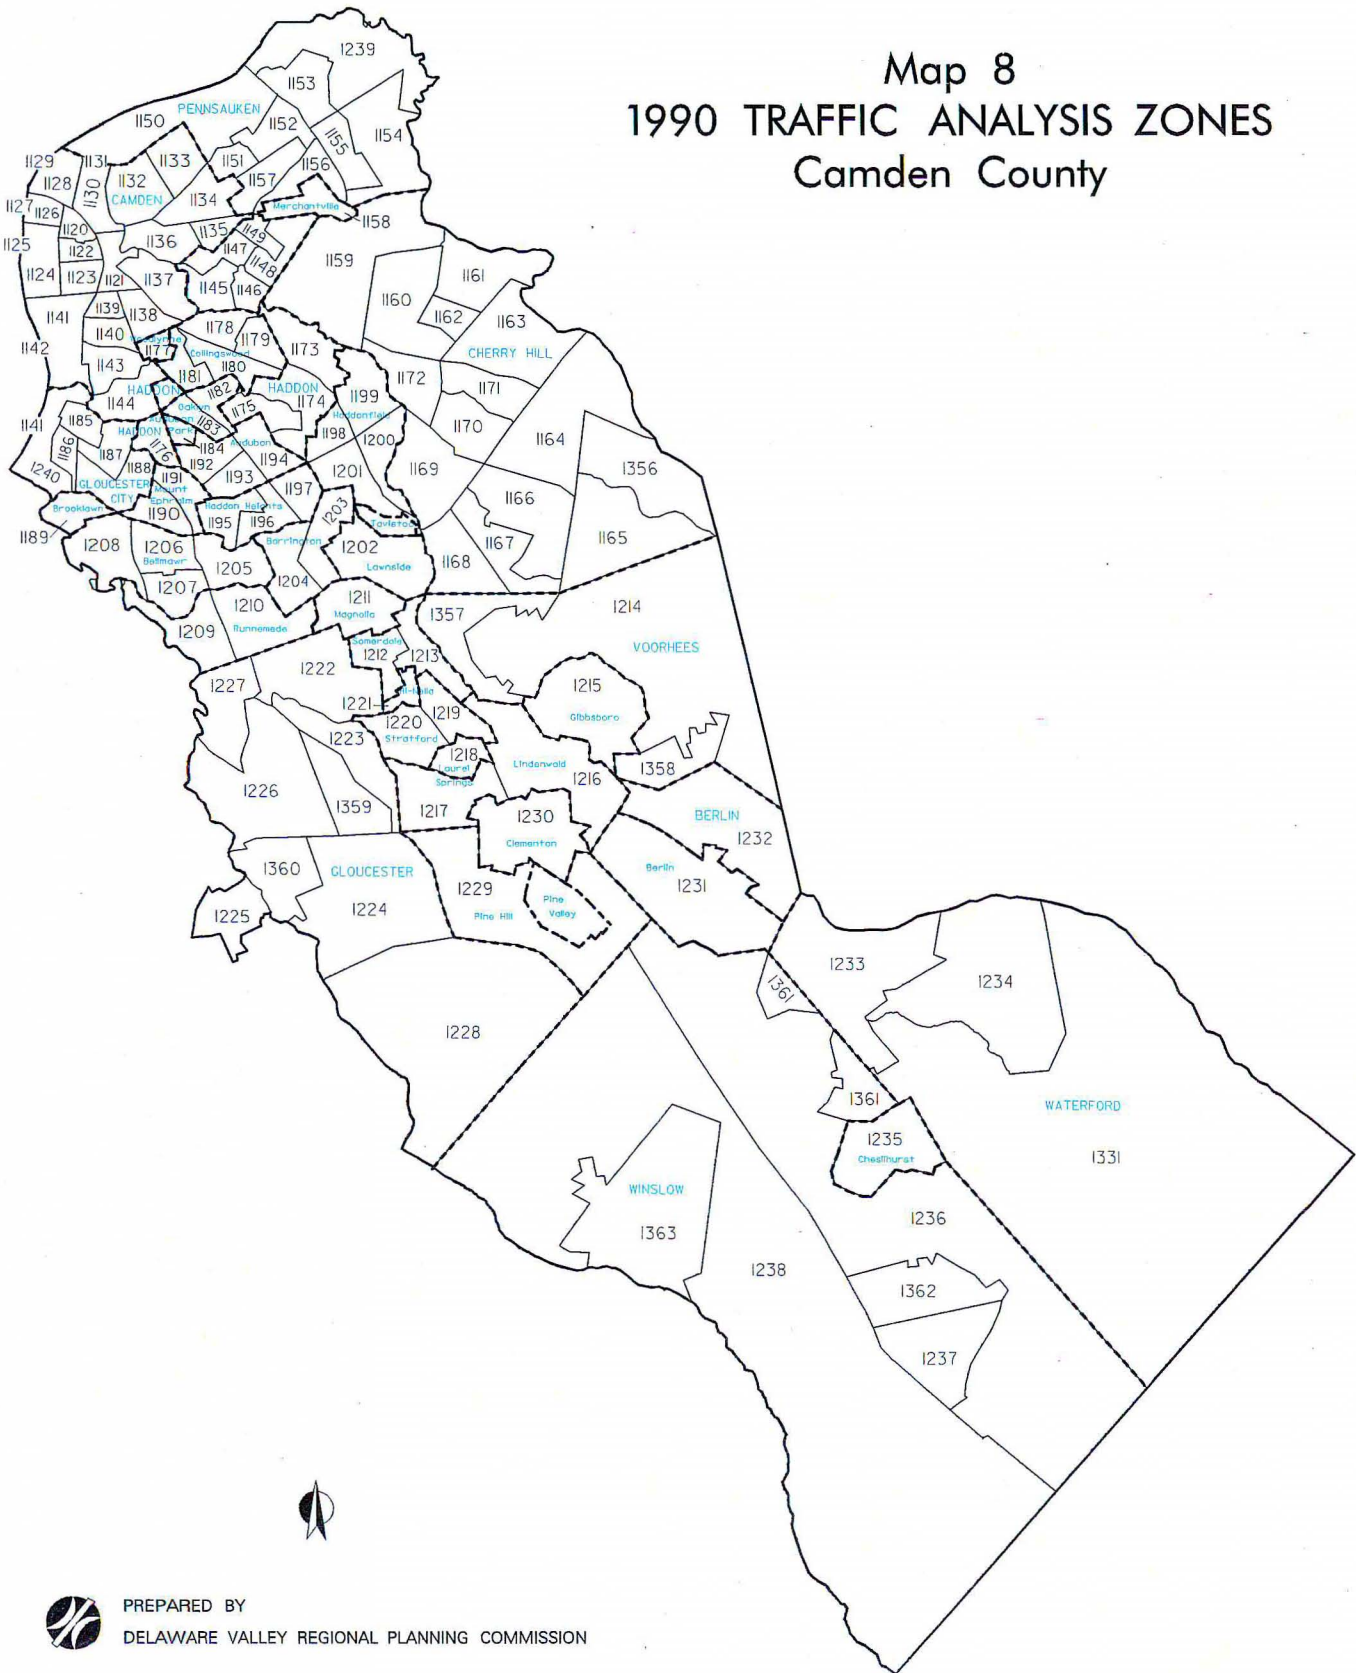 Map 8
1990 TRAFFIC ANALYSIS ZONES
Camden County
1239
1153
PENNSAUKEN
1150
1152
1155
1154
1129
1131
1133
1151
1156
1128
1130
1132
1157
CAMDEN
1134
Merchantville
1127
1126
1158
1120
1136
1135
1149
1125
1122
1147
1159
1148
1124
1123
1121
1137
1145
1146
1161
1160
1141
1139
1138
1162
1163
1140
1178
1179
1142
Woodlynne
1177
Collingswood
1173
CHERRY HILL
1143
1180
1181
1172
1171
HADDON
1182
HADDON
1199
1144
Oaklyn
1175
1174
Haddonfield
1141
1185
Audubon
1183
1170
HADDON
Park
1198
1200
1164
1186
1187
1176
1184
Audubon
1356
1240
1188
1192
1194
1201
1169
GLOUCESTER
CITY
1191
1193
1197
1166
Mount
Ephraim
1203
Brooklawn
1190
Haddon Heights
1195
1196
Tavistock
1189
1208
1206
Barrington
1202
1167
1165
Bellmawr
1205
1168
Lawnside
1207
1204
1210
1211
1357
1214
1209
Runnemede
Magnolia
Somerdale
VOORHEES
1212
1213
1222
1227
Hi-Nella
1215
1221
1219
Gibbsboro
1220
1223
Stratford
1218
Lindenwold
1358
Laurel
Springs
1216
1226
1359
1217
1230
BERLIN
1232
Clementon
1360
GLOUCESTER
Berlin
1231
1229
1224
Pine
Valley
1225
Pine Hill
1233
1361
1234
1228
1361
WATERFORD
1235
Chesilhurst
1331
WINSLOW
1236
1363
1238
1362
1237
PREPARED BY
DELAWARE VALLEY REGIONAL PLANNING COMMISSION